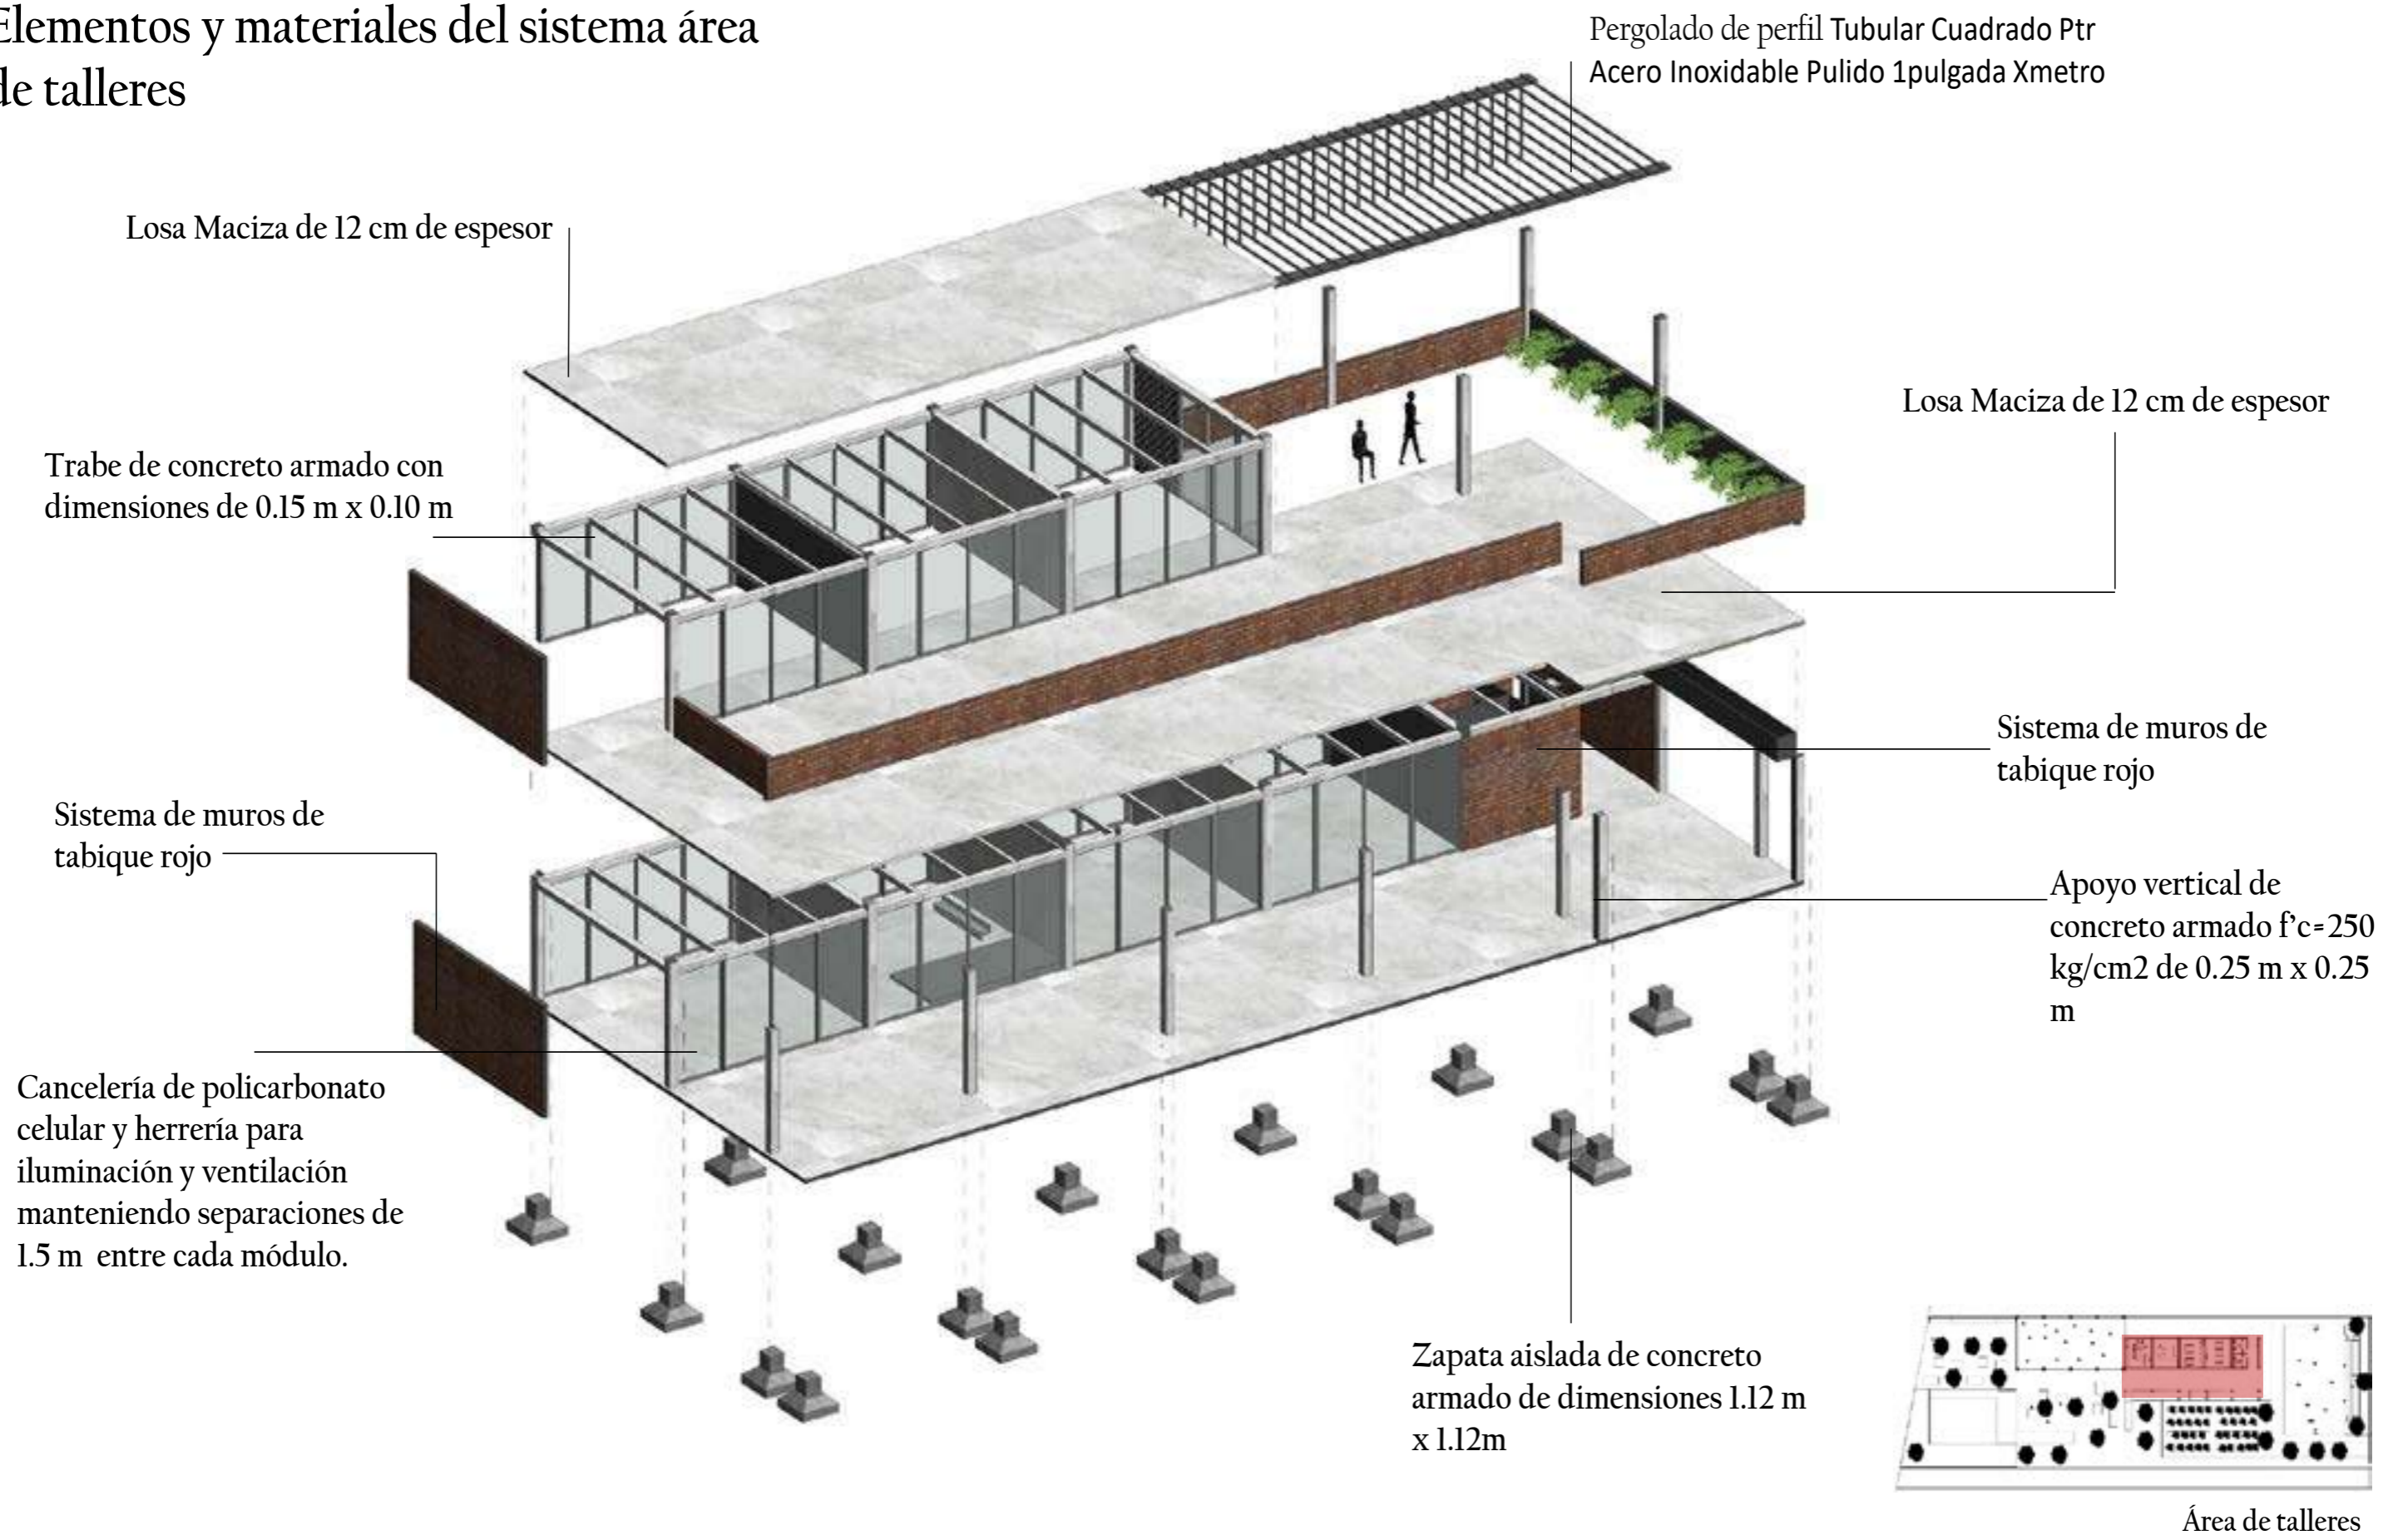 Elementos y materiales del sistema área
de talleres
Pergolado de perfil Tubular Cuadrado Ptr
Acero Inoxidable Pulido 1pulgada Xmetro
Losa Maciza de 12 cm de espesor
Losa Maciza de 12 cm de espesor
Trabe de concreto armado con
dimensiones de 0.15 m x 0.10 m
Sistema de muros de
tabique rojo
Sistema de muros de
tabique rojo
Apoyo vertical de
concreto armado f’c=250
kg/cm2 de 0.25 m x 0.25
m
Cancelería de policarbonato
celular y herrería para
iluminación y ventilación
manteniendo separaciones de
1.5 m  entre cada módulo.
Zapata aislada de concreto
armado de dimensiones 1.12 m
x 1.12m
Área de talleres